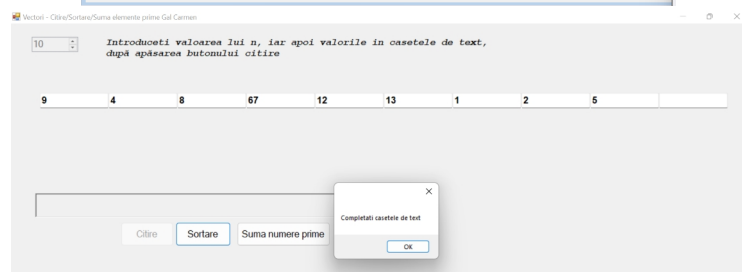 Vectori - Citire/Sortare/Suma elemente prime Gal Carmen
10 Introduceti valoarea lui n, iar apoi valorile in casetele de text,
după apăsarea butonului citire
9 4 8 67 12 13 1 2 5
Completati casetele de text
OK
Citire Sortare Suma numere prime